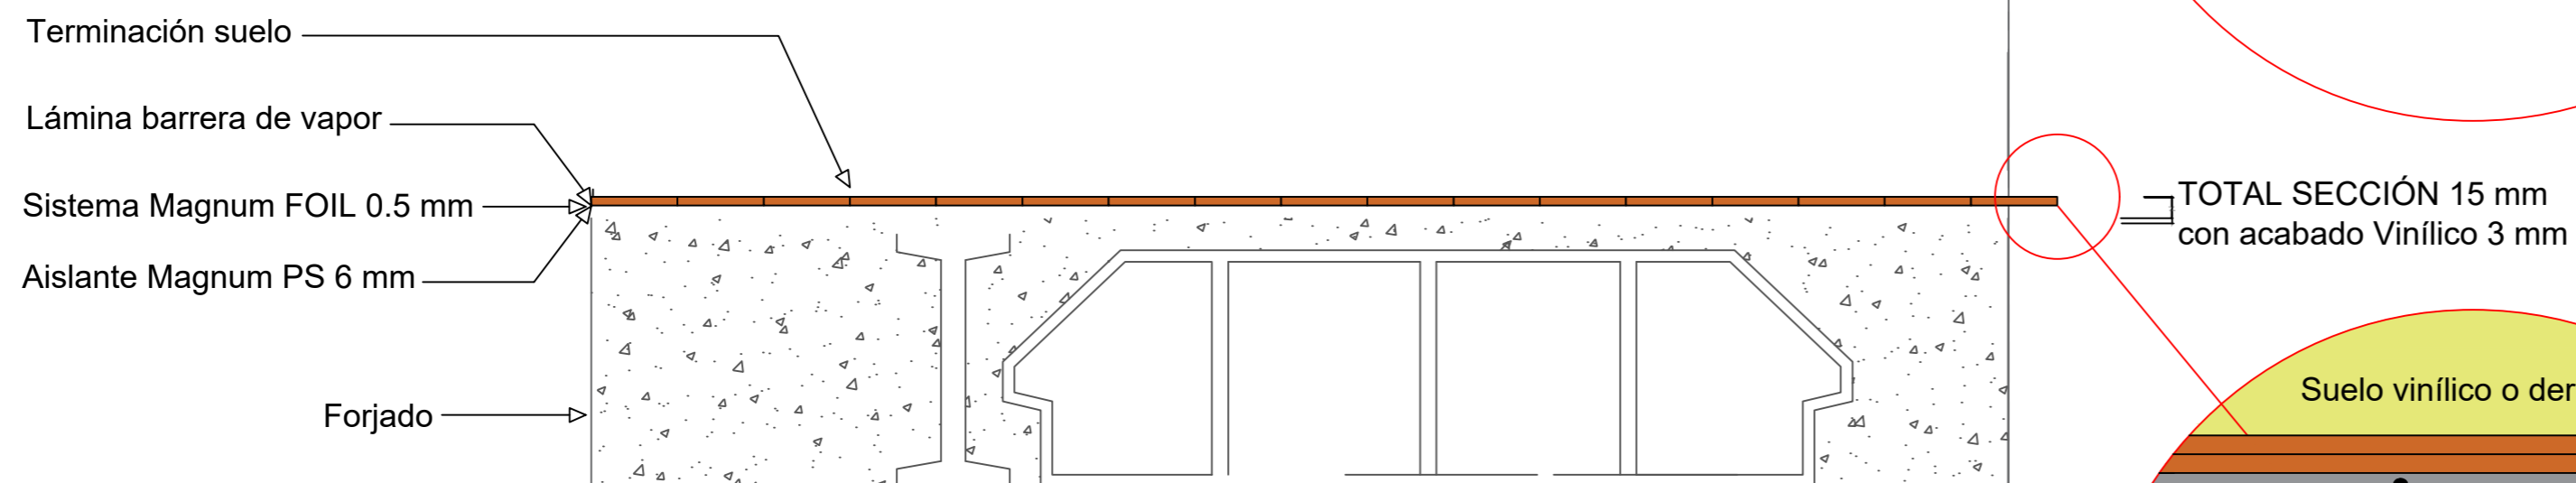 Terminación suelo
Lámina barrera de vapor
Sistema Magnum FOIL 0.5 mm
Aislante Magnum PS 6 mm
Forjado
TOTAL SECCIÓN 15 mm
con acabado Vinílico 3 mm
Suelo vinílico o der